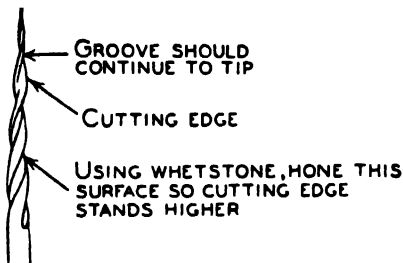 GROOVE SHOULD
CONTINUE TO TIP
CUTTING EDGE
USING WHETSTONE, HONE THIS
SURFACE SO CUTTING EDGE
STANDS HIGHER